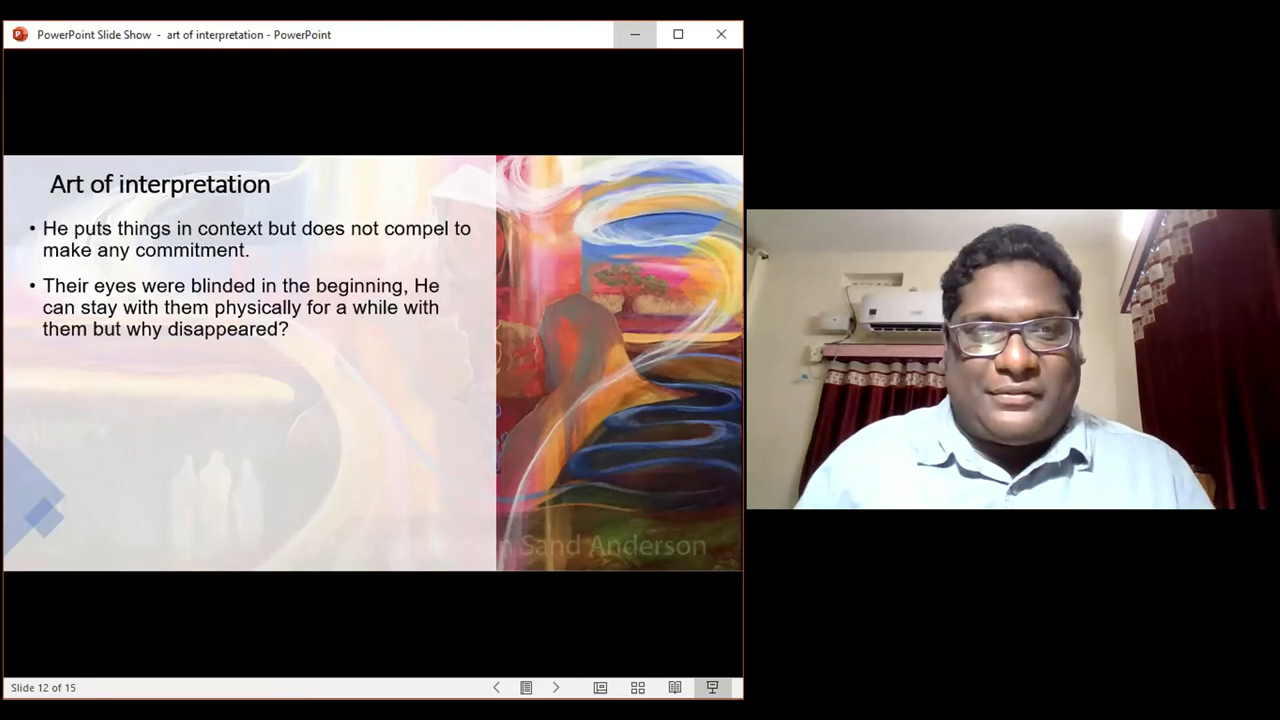 PowerPoint Slide Show - art of interpretation - PowerPoint
Art of interpretation
• He puts things in context but does not compel to
make any commitment.
• Their eyes were blinded in the beginning, He
can stay with them physically for a while with
them but why disappeared?
Sand Anderson
Slide 12 of 15